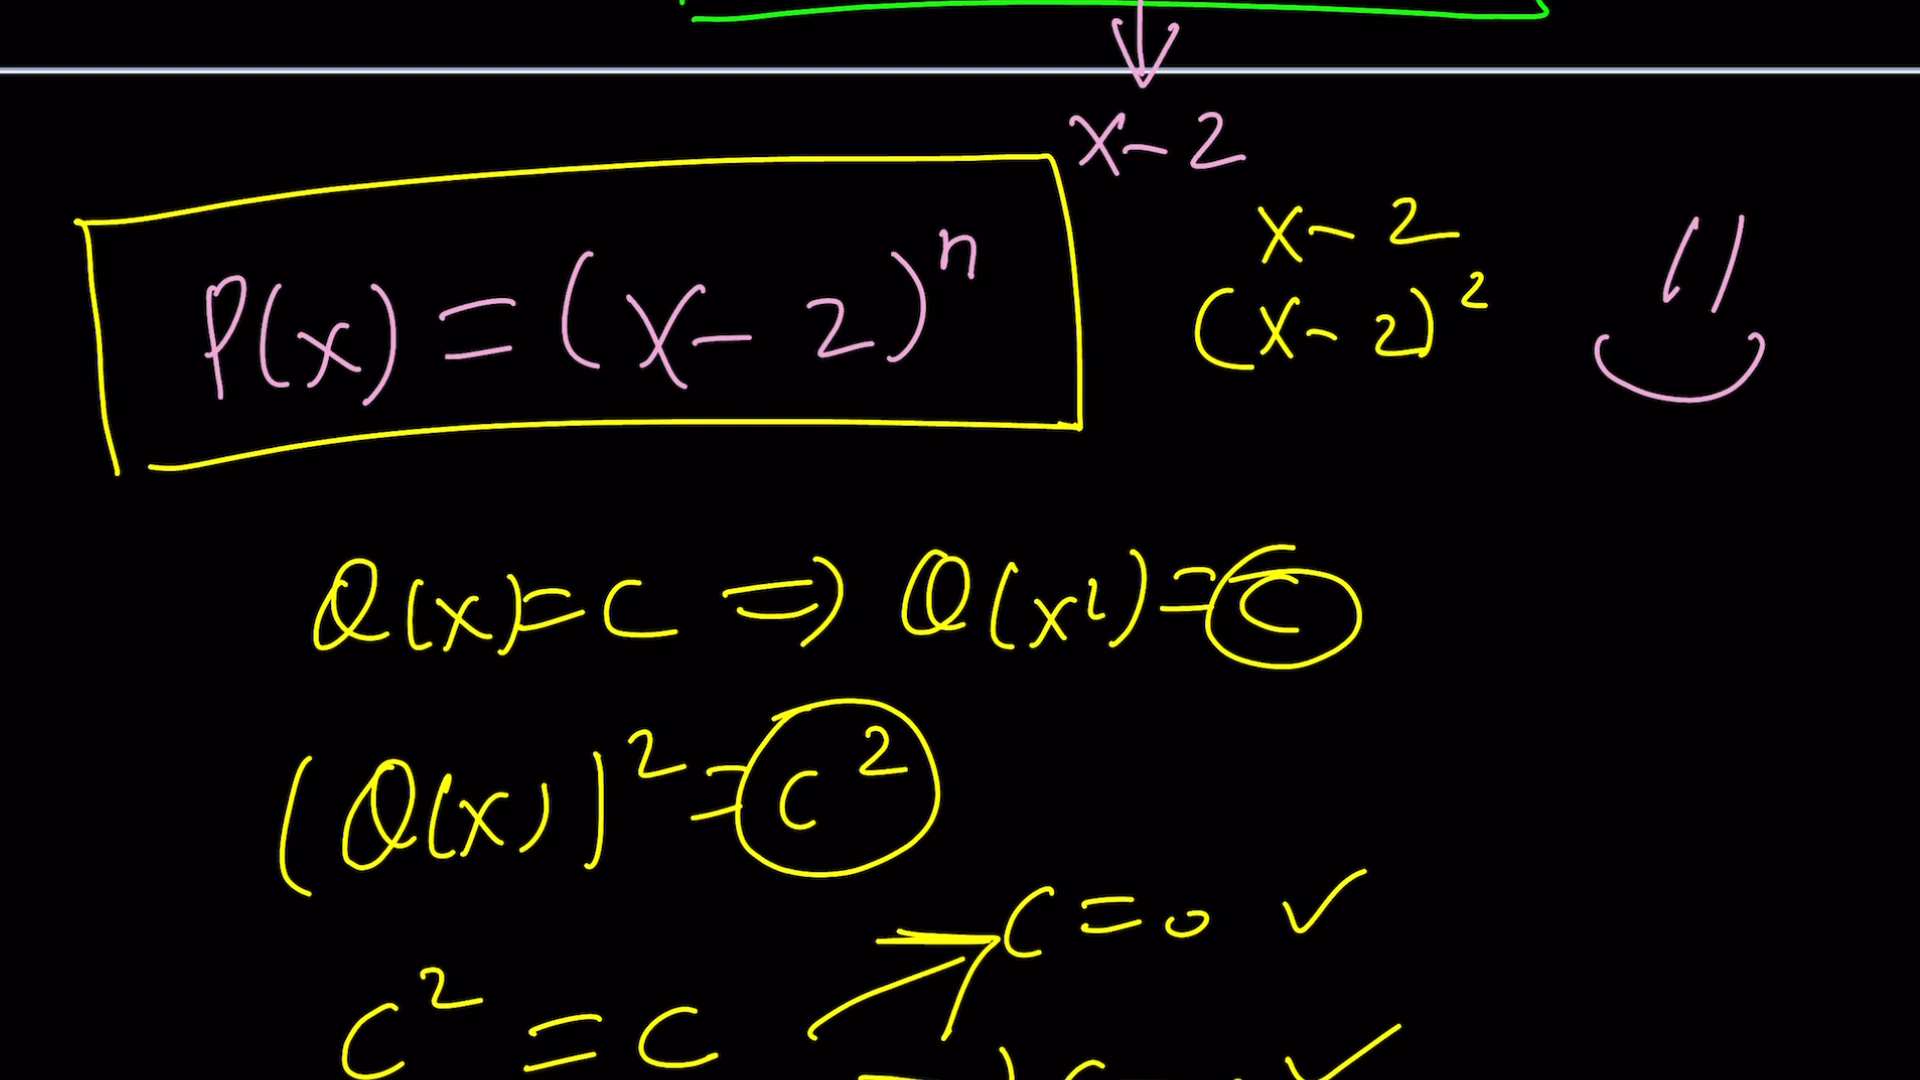 x-2
P(x) = (x-2)ⁿ
x-2
(x-2)²
Q(x)=c ⇒ Q(x²)=c
(Q(x))²=c²
c=0 ✓
c² = c